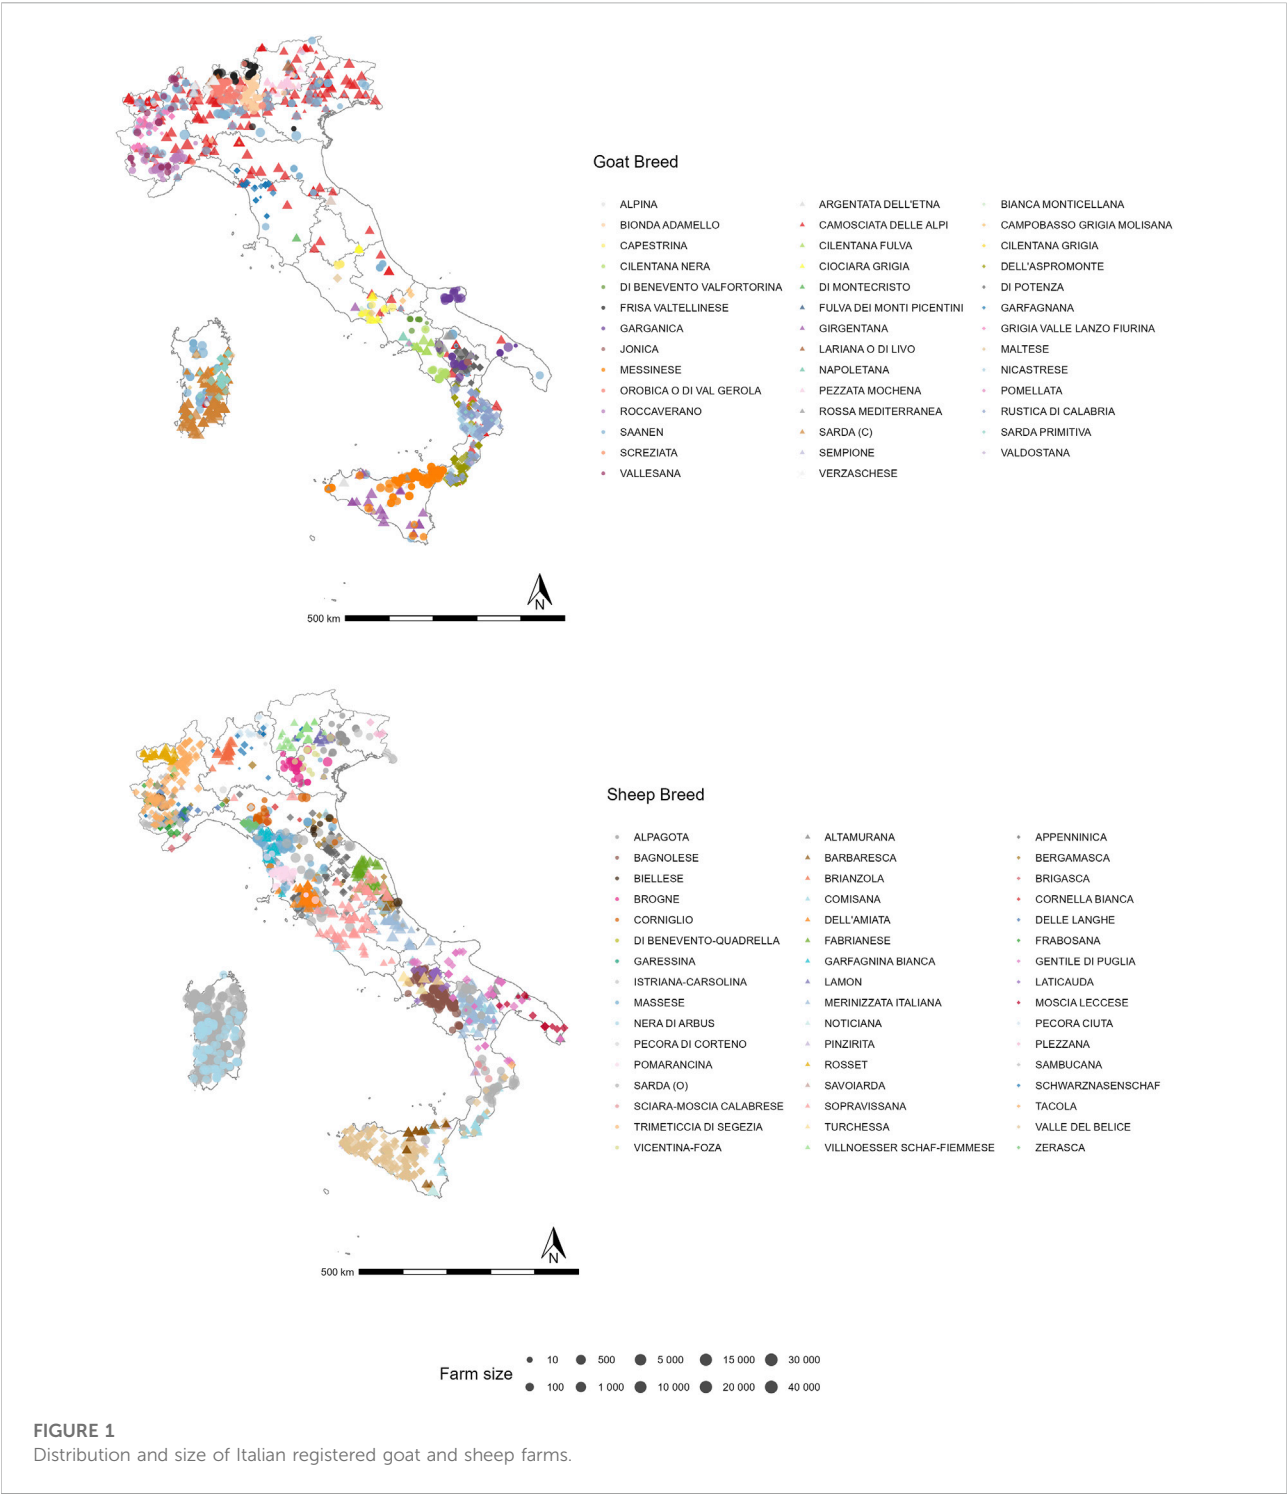 Goat Breed
ALPINA ARGENTATA DELL'ETNA BIANCA MONTICELLANA
BIONDA ADAMELLO CAMOSCIATA DELLE ALPI CAMPOBASSO GRIGIA MOLISANA
CAPESTRINA CILENTANA FULVA CILENTANA GRIGIA
CILENTANA NERA CIOCIARA GRIGIA DELL'ASPROMONTE
DI BENEVENTO VALFORTORINA DI MONTECRISTO DI POTENZA
FRISA VALTELLINESE FULVA DEI MONTI PICENTINI GARFAGNANA
GARGANICA GIRGENTANA GRIGIA VALLE LANZO FIURINA
JONICA LARIANA O DI LIVO MALTESE
MESSINESE NAPOLETANA NICASTRESE
OROBICA O DI VAL GEROLA PEZZATA MOCHENA POMELLATA
ROCCAVERANO ROSSA MEDITERRANEA RUSTICA DI CALABRIA
SAANEN SARDA (C) SARDA PRIMITIVA
SCREZIATA SEMPIONE VALDOSTANA
VALLESANA VERZASCHESE
N
500 km
Sheep Breed
ALPAGOTA ALTAMURANA APPENNINICA
BAGNOLESE BARBARESCA BERGAMASCA
BIELLESE BRIANZOLA BRIGASCA
BROGNE COMISANA CORNELLA BIANCA
CORNIGLIO DELL'AMIATA DELLE LANGHE
DI BENEVENTO-QUADRELLA FABRIANESE FRABOSANA
GARESSINA GARFAGNINA BIANCA GENTILE DI PUGLIA
ISTRIANA-CARSOLINA LAMON LATICAUDA
MASSESE MERINIZZATA ITALIANA MOSCIA LECCESE
NERA DI ARBUS NOTICIANA PECORA CIUTA
PECORA DI CORTENO PINZIRITA PLEZZANA
POMARANCINA ROSSET SAMBUCANA
SARDA (O) SAVOIARDA SCHWARZNASENSCHAF
SCIARA-MOSCIA CALABRESE SOPRAVISSANA TACOLA
TRIMETICCIA DI SEGEZIA TURCHESSA VALLE DEL BELICE
VICENTINA-FOZA VILLNOESSER SCHAF-FIEMMESE ZERASCA
N
500 km
Farm size
10 500 5 000 15 000 30 000
100 1 000 10 000 20 000 40 000
FIGURE 1
Distribution and size of Italian registered goat and sheep farms.